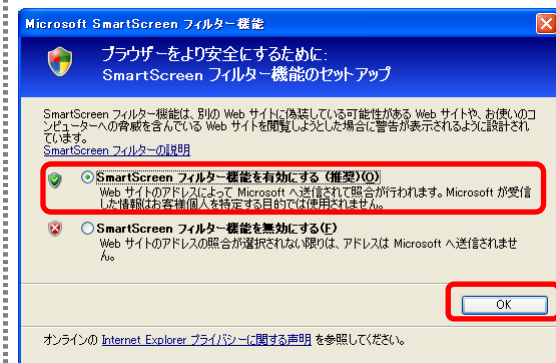 Microsoft SmartScreen フィルター機能
ブラウザーをより安全にするために:
SmartScreen フィルター機能のセットアップ
SmartScreen フィルター機能は、別の Web サイトに偽装している可能性がある Web サイトや、お使いのコ
ンピューターへの脅威を含んでいる Web サイトを閲覧しようとした場合に警告が表示されるように設計され
ています。
SmartScreen フィルターの説明
SmartScreen フィルター機能を有効にする (推奨)(O)
Web サイトのアドレスによって Microsoft へ送信されて照合が行われます。Microsoft が受信
した情報はお客様個人を特定する目的では使用されません。
SmartScreen フィルター機能を無効にする(F)
Web サイトのアドレスの照合が選択されない限りは、アドレスは Microsoft へ送信されませ
ん。
OK
オンラインの Internet Explorer プライバシーに関する声明 を参照してください。